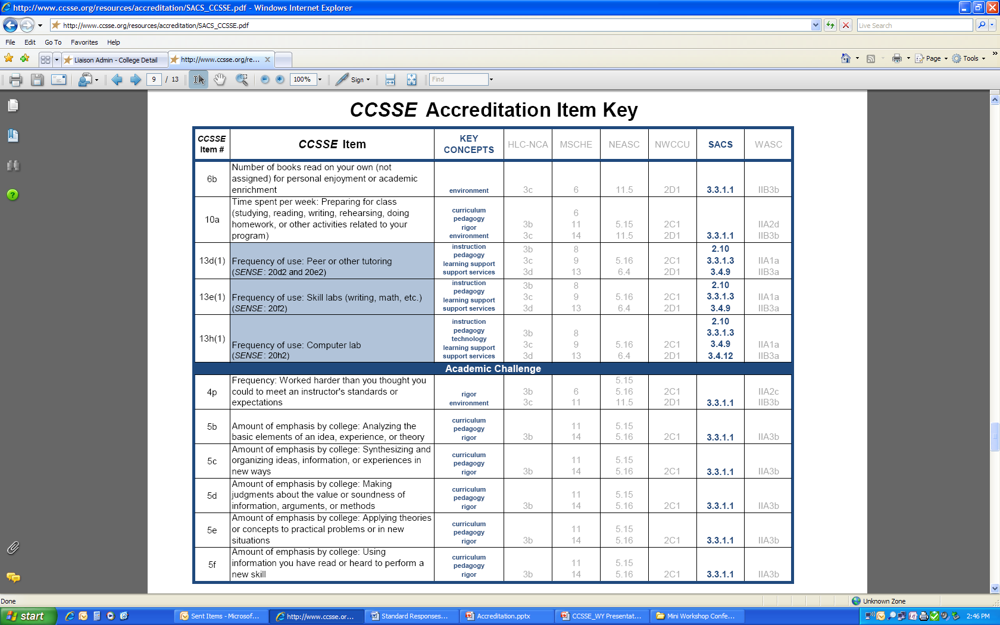 http://www.ccsse.org/resources/accreditation/SACS_CCSSE.pdf - Windows Internet Explorer
http://www.ccsse.org/resources/accreditation/SACS_CCSSE.pdf
Live Search
File Edit Go To Favorites Help
Liaison Admin - College Detail
http://www.ccsse.org/re...
Page Tools »
9 / 13
100%
Sign
Find
CCSSE Accreditation Item Key
CCSSE Item # CCSSE Item KEY CONCEPTS HLC-NCA MSCHE NEASC NWCCU SACS WASC
6b
Number of books read on your own (not
assigned) for personal enjoyment or academic
enrichment
environment
3c 6 11.5 2D1 3.3.1.1 IIB3b
10a
Time spent per week: Preparing for class
(studying, reading, writing, rehearsing, doing
homework, or other activities related to your
program)
curriculum
pedagogy
rigor
environment
3b
3c
6
11
14
5.15
11.5
2C1
2D1
3.3.1.1
IIA2d
IIB3b
13d(1)
Frequency of use: Peer or other tutoring
(SENSE: 20d2 and 20e2)
instruction
pedagogy
learning support
support services
3b
3c
3d
8
9
13
5.16
6.4
2C1
2D1
2.10
3.3.1.3
3.4.9
IIA1a
IIB3a
13e(1)
Frequency of use: Skill labs (writing, math, etc.)
(SENSE: 20f2)
instruction
pedagogy
learning support
support services
3b
3c
3d
8
9
13
5.16
6.4
2C1
2D1
2.10
3.3.1.3
3.4.9
IIA1a
IIB3a
13h(1)
Frequency of use: Computer lab
(SENSE: 20h2)
instruction
pedagogy
technology
learning support
support services
3b
3c
3d
8
9
13
5.16
6.4
2C1
2D1
2.10
3.3.1.3
3.4.9
3.4.12
IIA1a
IIB3a
Academic Challenge
4p
Frequency: Worked harder than you thought you
could to meet an instructor's standards or
expectations
rigor
environment
3b
3c
6
11
5.15
5.16
11.5
2C1
2D1
3.3.1.1
IIA2c
IIB3b
5b
Amount of emphasis by college: Analyzing the
basic elements of an idea, experience, or theory
curriculum
pedagogy
rigor
3b
11
14
5.15
5.16
2C1
3.3.1.1
IIA3b
5c
Amount of emphasis by college: Synthesizing and
organizing ideas, information, or experiences in
new ways
curriculum
pedagogy
rigor
3b
11
14
5.15
5.16
2C1
3.3.1.1
IIA3b
5d
Amount of emphasis by college: Making
judgments about the value or soundness of
information, arguments, or methods
curriculum
pedagogy
rigor
3b
11
14
5.15
5.16
2C1
3.3.1.1
IIA3b
5e
Amount of emphasis by college: Applying theories
or concepts to practical problems or in new
situations
curriculum
pedagogy
rigor
3b
11
14
5.15
5.16
2C1
3.3.1.1
IIA3b
5f
Amount of emphasis by college: Using
information you have read or heard to perform a
new skill
curriculum
pedagogy
rigor
3b
11
14
5.15
5.16
2C1
3.3.1.1
IIA3b
Done
Unknown Zone
start
Sent Items - Microsof...
http://www.ccsse.or...
Standard Responses...
Accreditation.pptx
CCSSE_WY Presentat...
Mini Workshop Confe...
2:46 PM